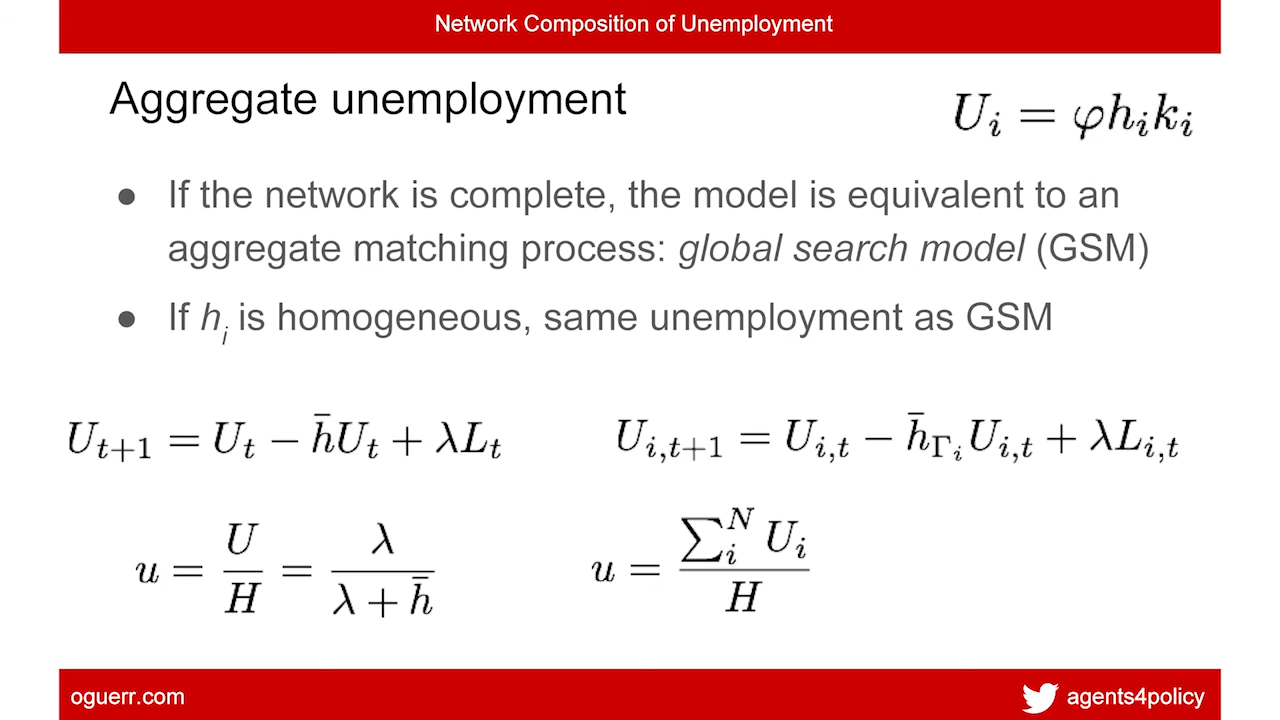 Network Composition of Unemployment
Aggregate unemployment
U_i = φh_ik_i
● If the network is complete, the model is equivalent to an
aggregate matching process: global search model (GSM)
● If h_i is homogeneous, same unemployment as GSM
U_{t+1} = U_t − h̄U_t + λL_t
U_{i,t+1} = U_{i,t} − h̄_{Γ_i}U_{i,t} + λL_{i,t}
u = U/H = λ/(λ + h̄)
u = ∑_i^N U_i / H
oguerr.com
agents4policy